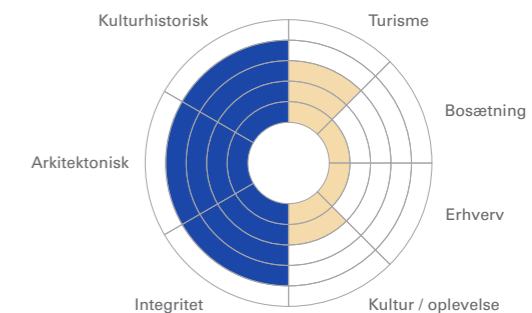 Kulturhistorisk
Turisme
Bosætning
Arkitektonisk
Erhverv
Integritet
Kultur / oplevelse